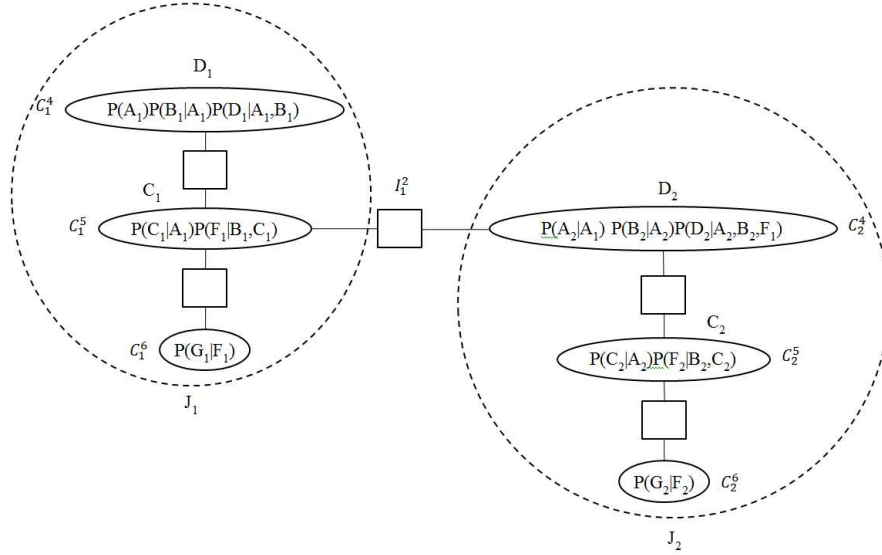 D₁
C₁⁴ P(A₁)P(B₁|A₁)P(D₁|A₁,B₁)
C₁ I₁² D₂
C₁⁵ P(C₁|A₁)P(F₁|B₁,C₁) P(A₂|A₁) P(B₂|A₂)P(D₂|A₂,B₂,F₁) C₂⁴
C₂
C₁⁶ P(G₁|F₁) P(C₂|A₂)P(F₂|B₂,C₂) C₂⁵
J₁
P(G₂|F₂) C₂⁶
J₂